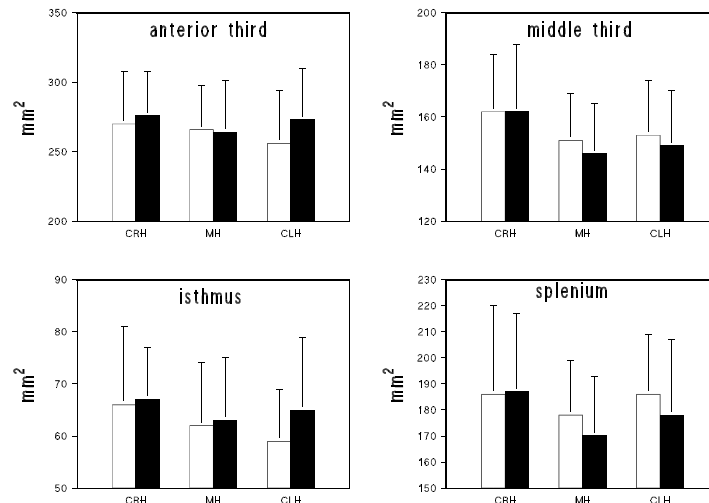 anterior third
mm²
350
300
250
200
CRH MH CLH
middle third
mm²
200
180
160
140
120
CRH MH CLH
isthmus
mm²
90
80
70
60
50
CRH MH CLH
splenium
mm²
230
220
210
200
190
180
170
160
150
CRH MH CLH